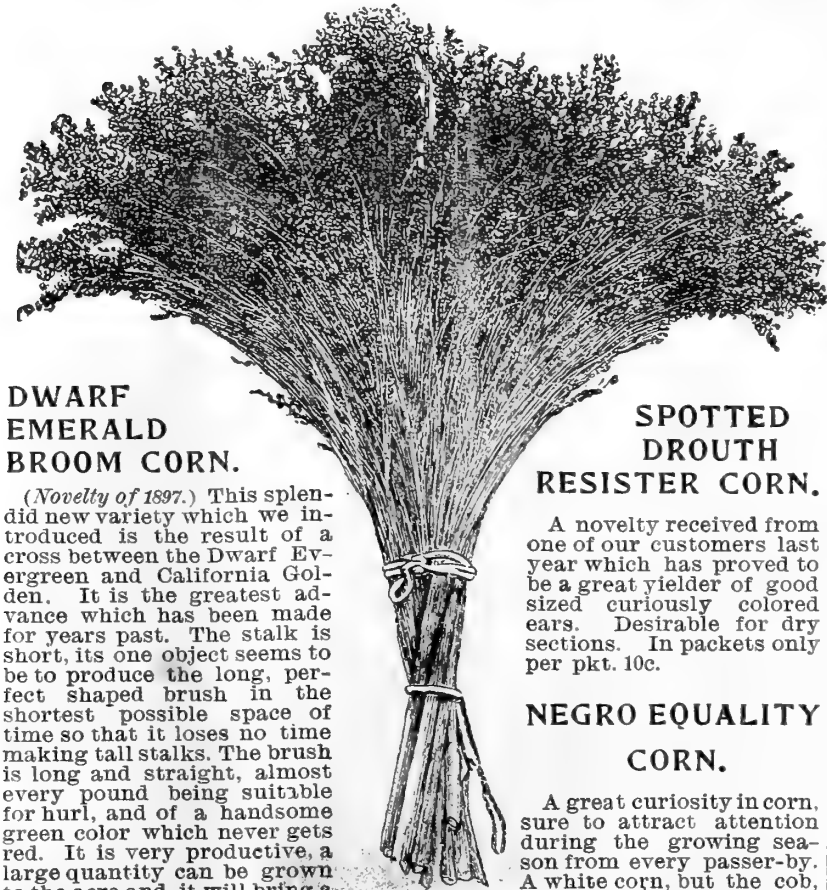 DWARF
EMERALD
BROOM CORN.
(Novelty of 1897.) This splen-
did new variety which we in-
troduced is the result of a
cross between the Dwarf Ev-
ergreen and California Gol-
den. It is the greatest ad-
vance which has been made
for years past. The stalk is
short, its one object seems to
be to produce the long, per-
fect shaped brush in the
shortest possible space of
time so that it loses no time
making tall stalks. The brush
is long and straight, almost
every pound being suitable
for hurl, and of a handsome
green color which never gets
red. It is very productive, a
large quantity can be grown
to the acre and it will bring a
SPOTTED
DROUTH
RESISTER CORN.
A novelty received from
one of our customers last
year which has proved to
be a great yielder of good
sized curiously colored
ears. Desirable for dry
sections. In packets only
per pkt. 10c.
NEGRO EQUALITY
CORN.
A great curiosity in corn,
sure to attract attention
during the growing sea-
son from every passer-by.
A white corn, but the cob,